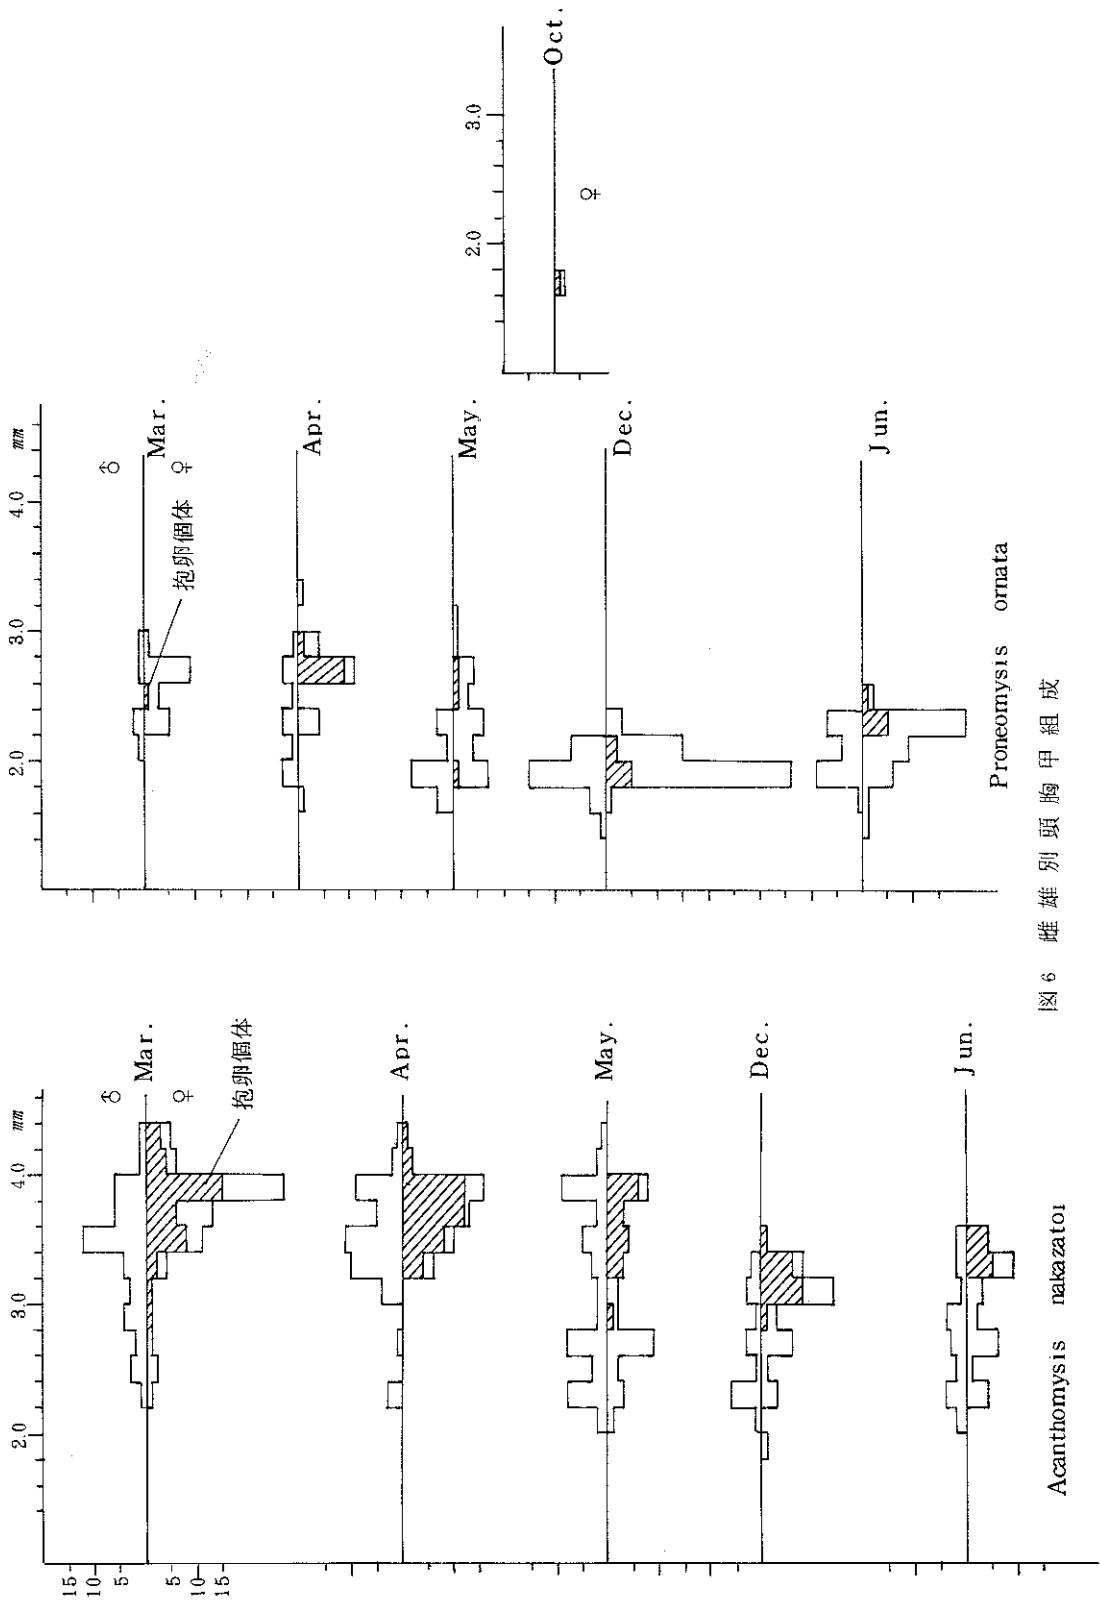 15
10
5
5
10
15
2.0
3.0
4.0
mm
♂
♀
Mar.
抱卵個体
Apr.
May.
Dec.
Jun.
Acanthomysis nakazatoi
2.0
3.0
4.0
mm
♂
♀
Mar.
抱卵個体
Apr.
May.
Dec.
Jun.
Proneomysis ornata
2.0
3.0
Oct.
♀
図6 雌雄別頭胸甲組成